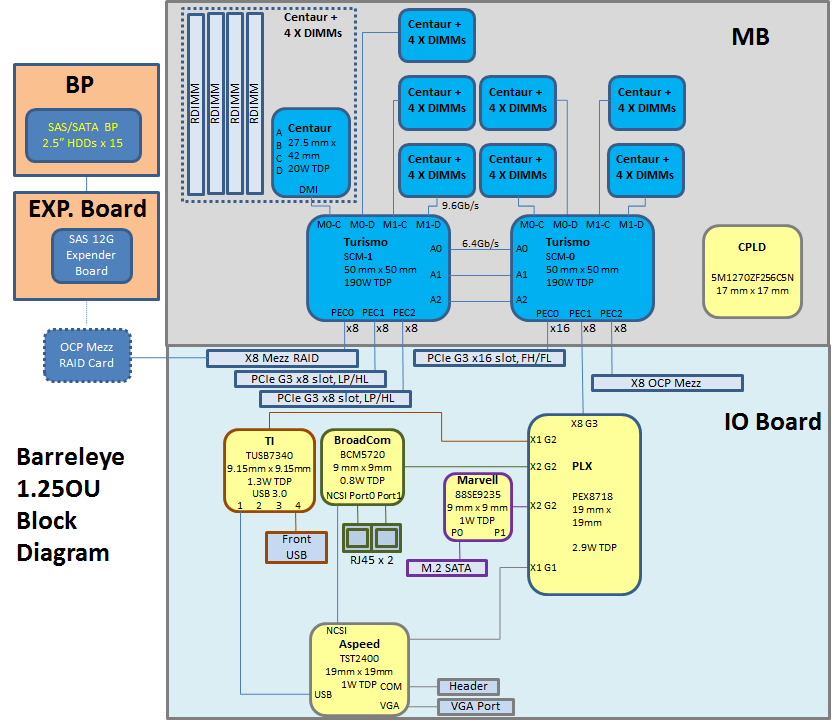 Centaur +
4 X DIMMs
MB
Centaur +
4 X DIMMs
RDIMM
RDIMM
RDIMM
RDIMM
A
B
C
D
Centaur
27.5 mm x
42 mm
20W TDP
DMI
Centaur +
4 X DIMMs
Centaur +
4 X DIMMs
Centaur +
4 X DIMMs
Centaur +
4 X DIMMs
Centaur +
4 X DIMMs
Centaur +
4 X DIMMs
BP
SAS/SATA BP
2.5” HDDs x 15
EXP. Board
SAS 12G
Expender
Board
OCP Mezz
RAID Card
9.6Gb/s
M0-C M0-D M1-C M1-D
Turismo
SCM-1
50 mm x 50 mm
190W TDP
A0
A1
A2
PEC0 PEC1 PEC2
x8 x8 x8
6.4Gb/s
M0-C M0-D M1-C M1-D
A0
A1
A2
Turismo
SCM-0
50 mm x 50 mm
190W TDP
PEC0 PEC1 PEC2
x16 x8 x8
CPLD
5M1270ZF256C5N
17 mm x 17 mm
X8 Mezz RAID
PCIe G3 x8 slot, LP/HL
PCIe G3 x8 slot, LP/HL
PCIe G3 x16 slot, FH/FL
X8 OCP Mezz
IO Board
Barreleye
1.25OU
Block
Diagram
TI
TUSB7340
9.15mm x 9.15mm
1.3W TDP
USB 3.0
1 2 3 4
Front
USB
BroadCom
BCM5720
9 mm x 9mm
0.8W TDP
NCSI Port0 Port1
RJ45 x 2
Marvell
88SE9235
9 mm x 9 mm
1W TDP
P0 P1
M.2 SATA
X8 G3
X1 G2
X2 G2
X2 G2
X1 G1
PLX
PEX8718
19 mm x
19mm
2.9W TDP
NCSI
Aspeed
TST2400
19mm x 19mm
1W TDP
USB
COM
VGA
Header
VGA Port